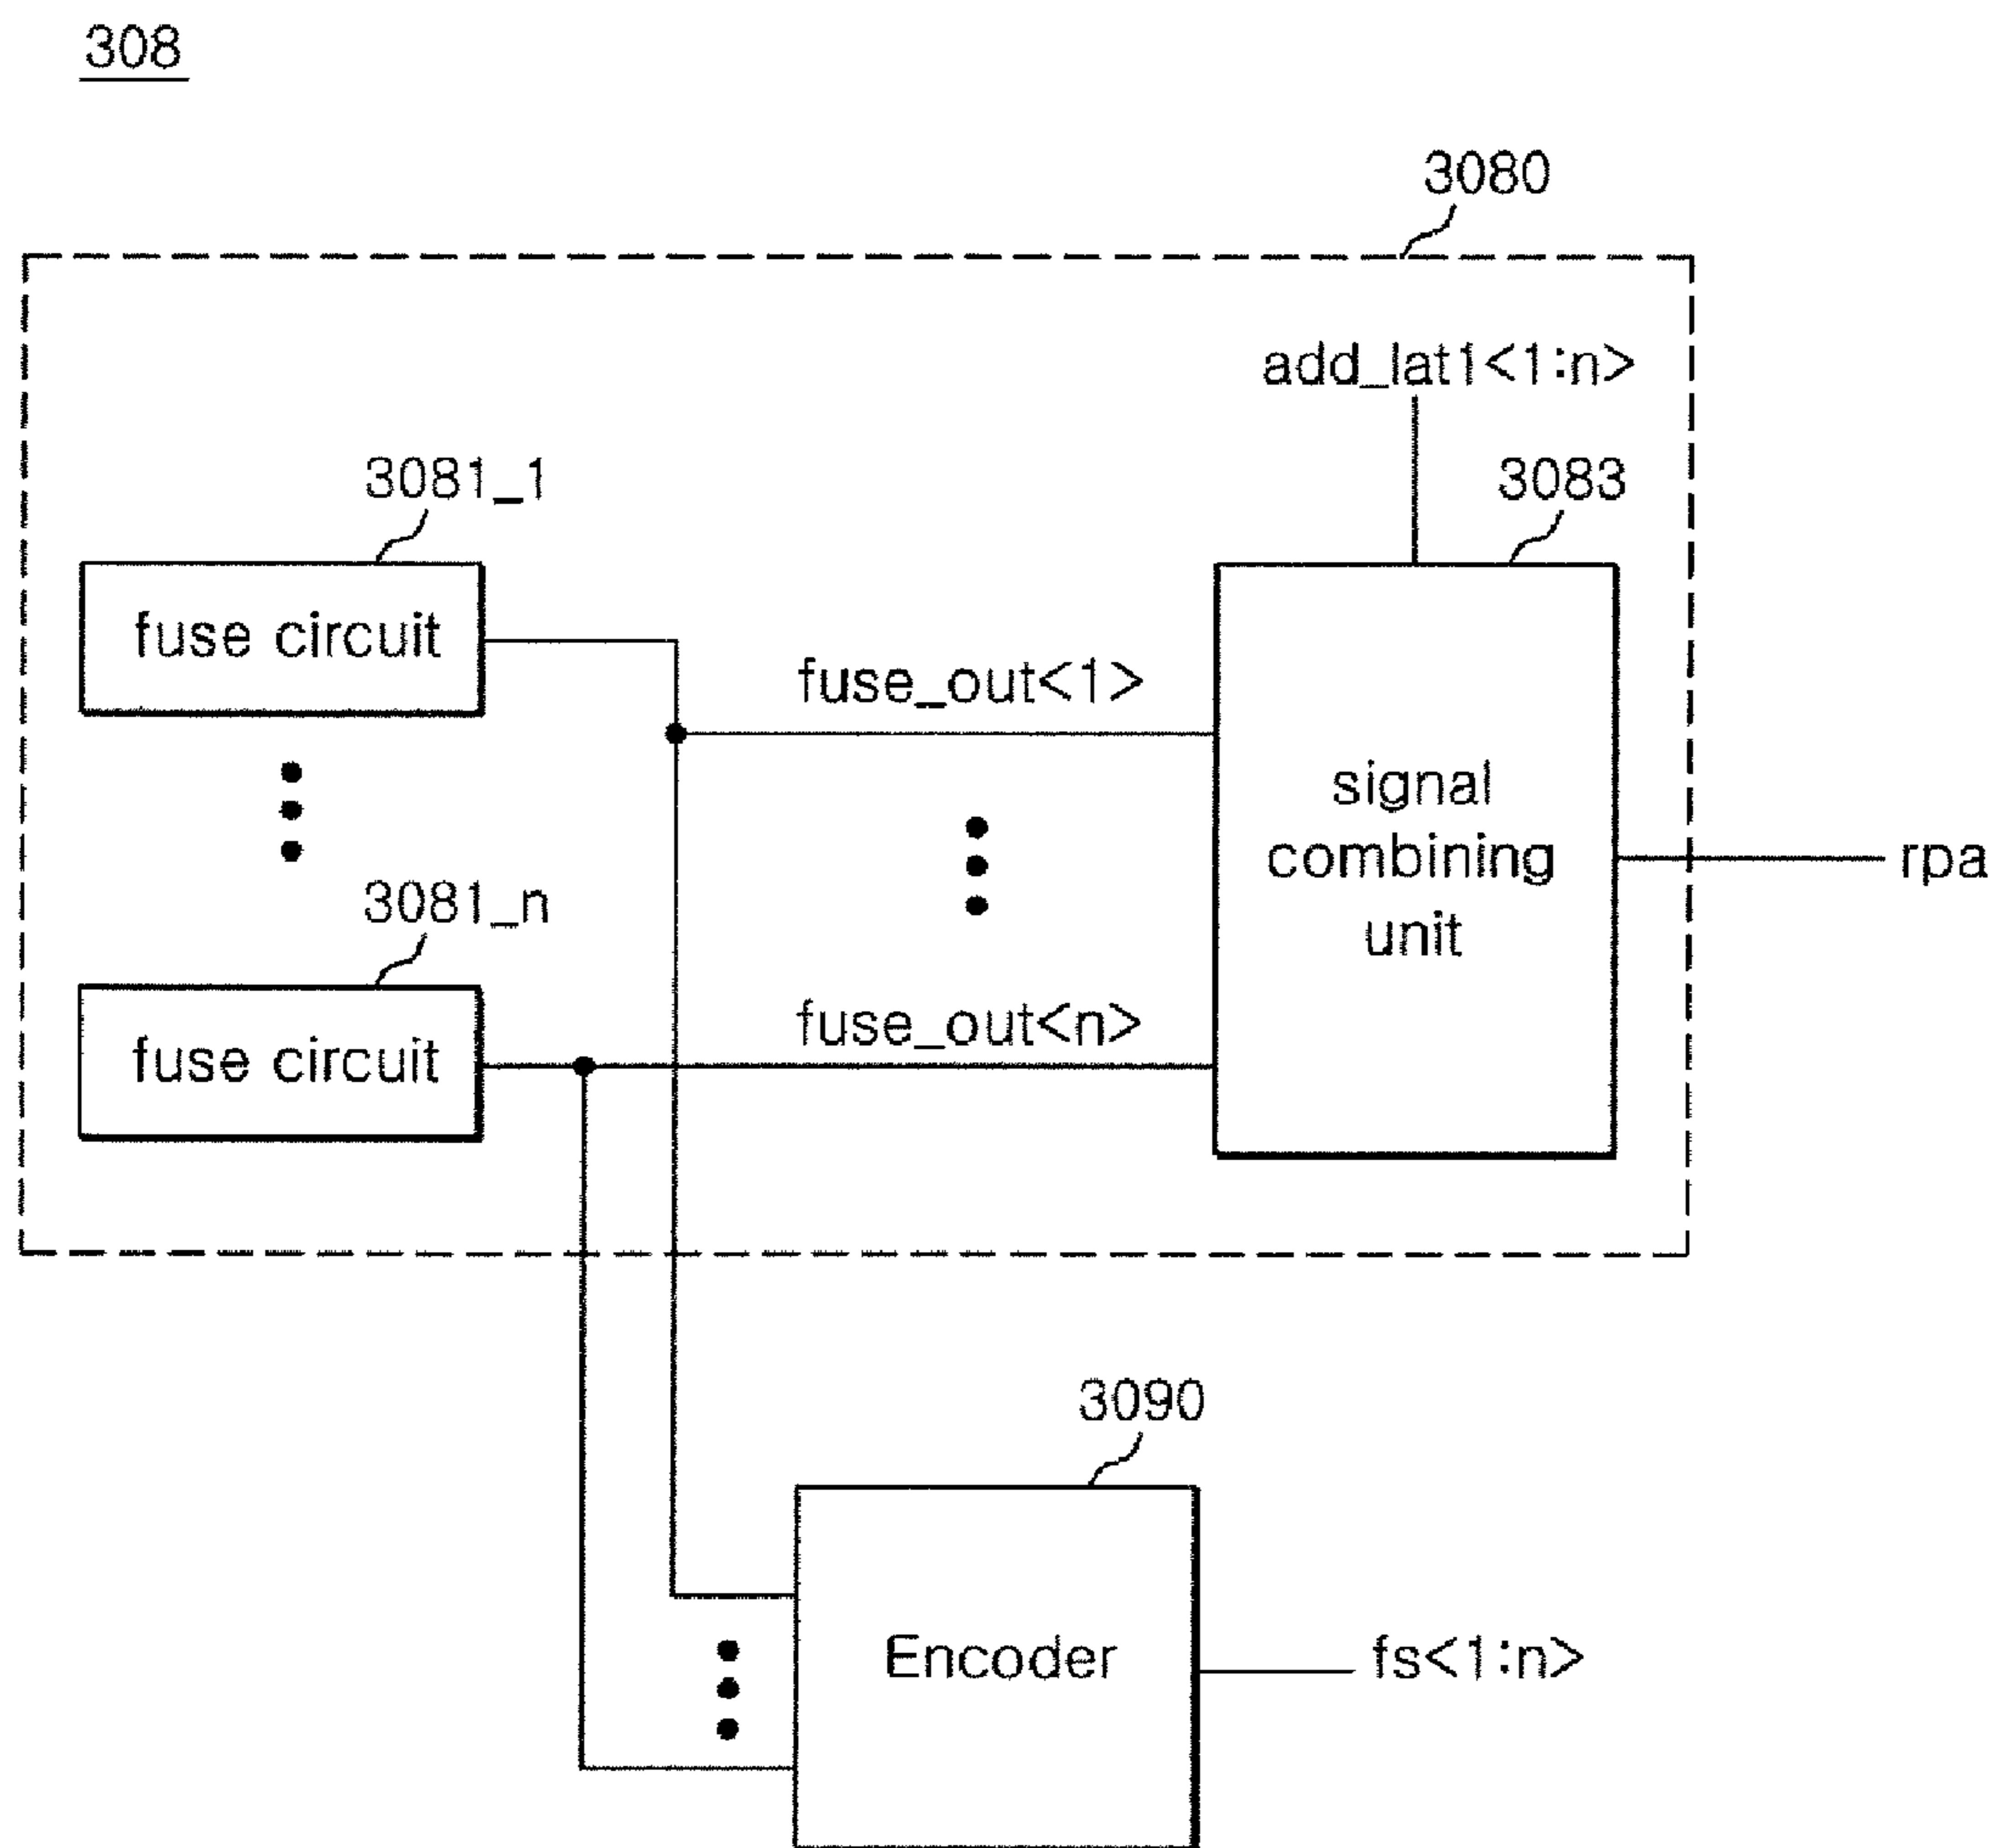 308
3080
add_lat1<1:n>
3081_1
3083
fuse circuit
fuse_out<1>
signal
combining
unit
rpa
3081_n
fuse circuit
fuse_out<n>
3090
Encoder
fs<1:n>